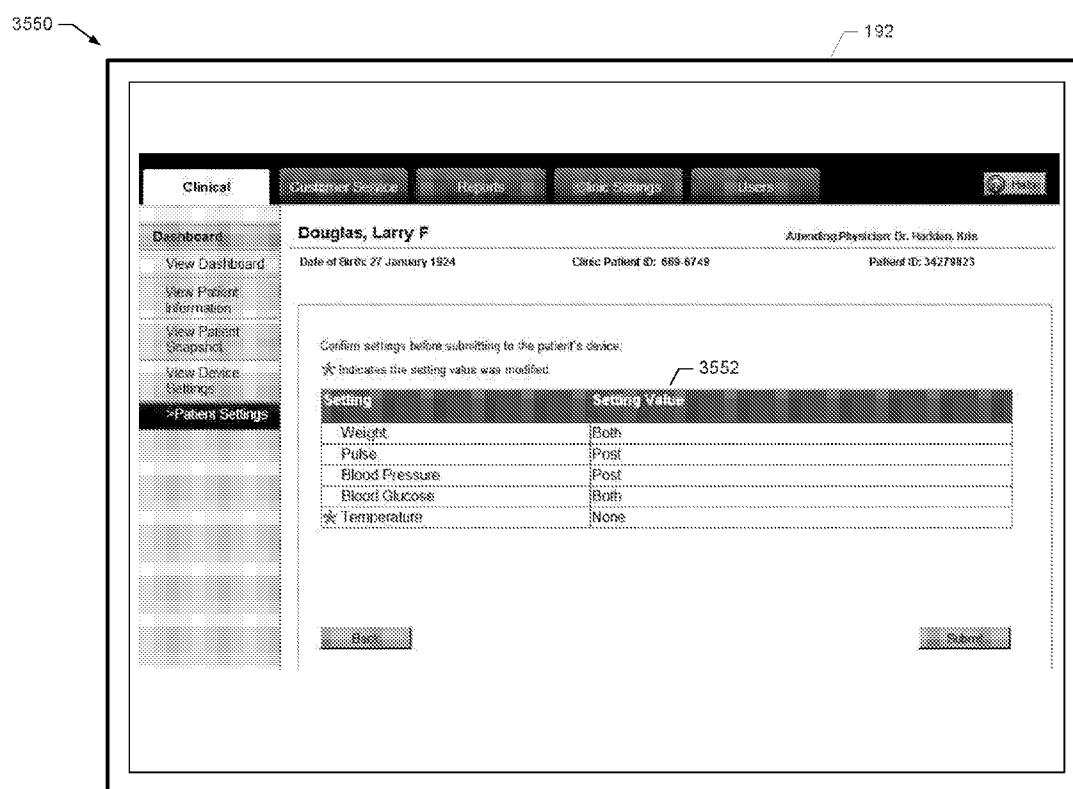 3550
192
Clinical Customer Service Reports Clinic Settings Users Help
Dashboard
View Dashboard
View Patient
Information
View Patient
Snapshot
View Device
Settings
>Patient Settings
Douglas, Larry F
Attending Physician: Dr. Kris
Date of Birth: 27 January 1924 Clinic Patient ID: 669-6749 Patient ID: 34279823
Confirm settings before submitting to the patient's device.
☆ Indicates the setting value was modified.
3552
Setting Setting Value
Weight Both
Pulse Post
Blood Pressure Post
Blood Glucose Both
☆ Temperature None
Back Submit